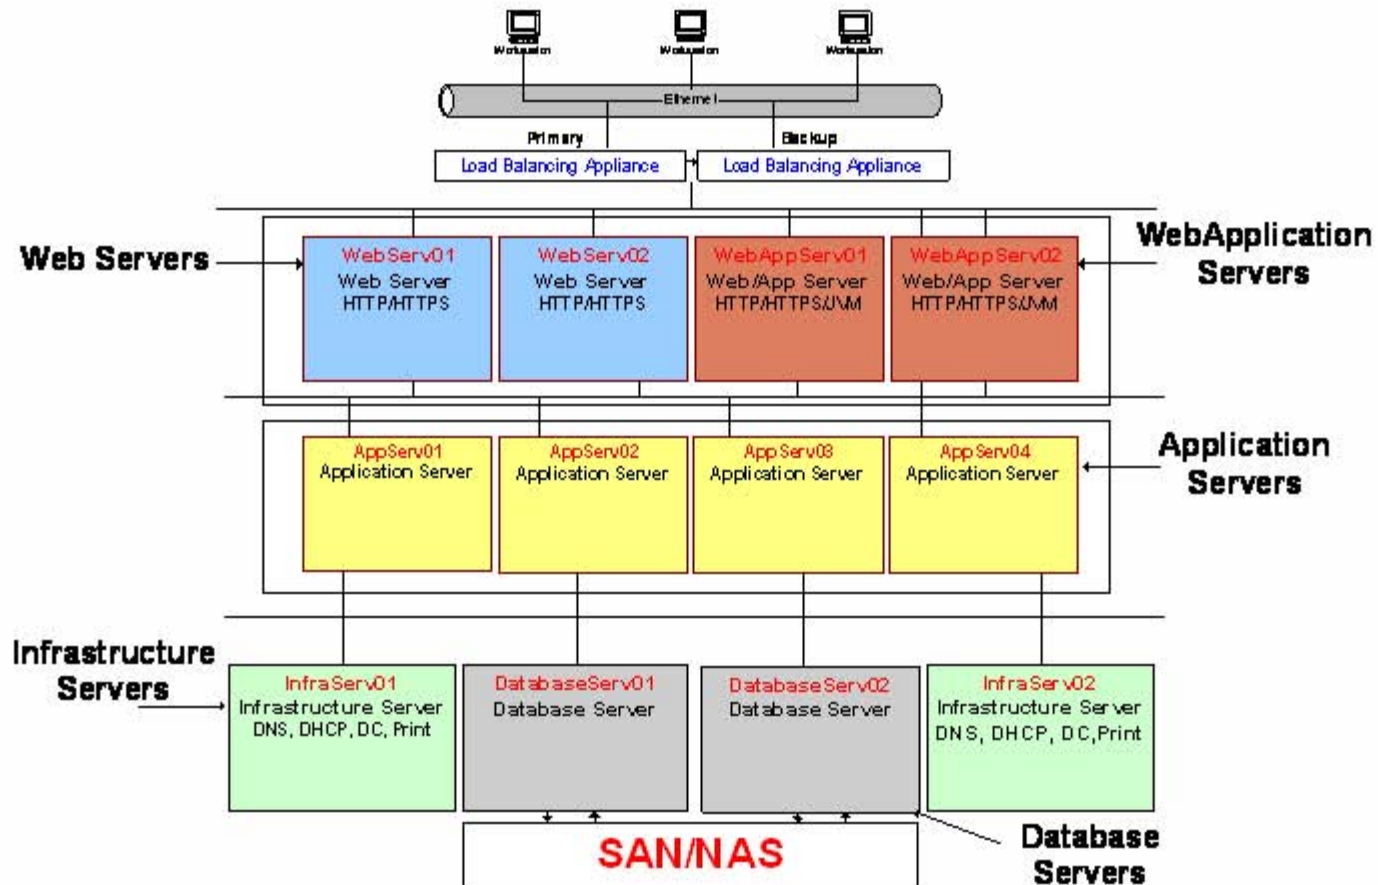 Workstation
Workstation
Workstation
Ethernet
Primary
Backup
Load Balancing Appliance
Load Balancing Appliance
Web Servers
WebServ01
Web Server
HTTP/HTTPS
WebServ02
Web Server
HTTP/HTTPS
WebAppServ01
Web/App Server
HTTP/HTTPS/JVM
WebAppServ02
Web/App Server
HTTP/HTTPS/JVM
WebApplication
Servers
AppServ01
Application Server
AppServ02
Application Server
AppServ03
Application Server
AppServ04
Application Server
Application
Servers
Infrastructure
Servers
InfraServ01
Infrastructure Server
DNS, DHCP, DC, Print
DatabaseServ01
Database Server
DatabaseServ02
Database Server
InfraServ02
Infrastructure Server
DNS, DHCP, DC,Print
SAN/NAS
Database
Servers